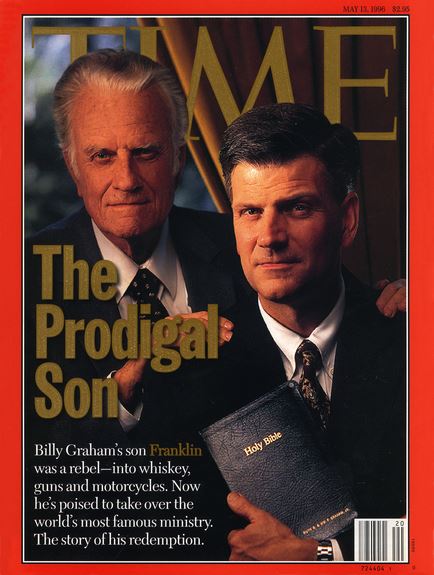 MAY 13, 1996 $2.95
TIME
The
Prodigal
Son
Holy Bible
Billy Graham's son Franklin
was a rebel—into whiskey,
guns and motorcycles. Now
he's poised to take over the
world's most famous ministry.
The story of his redemption.
20
724404 1